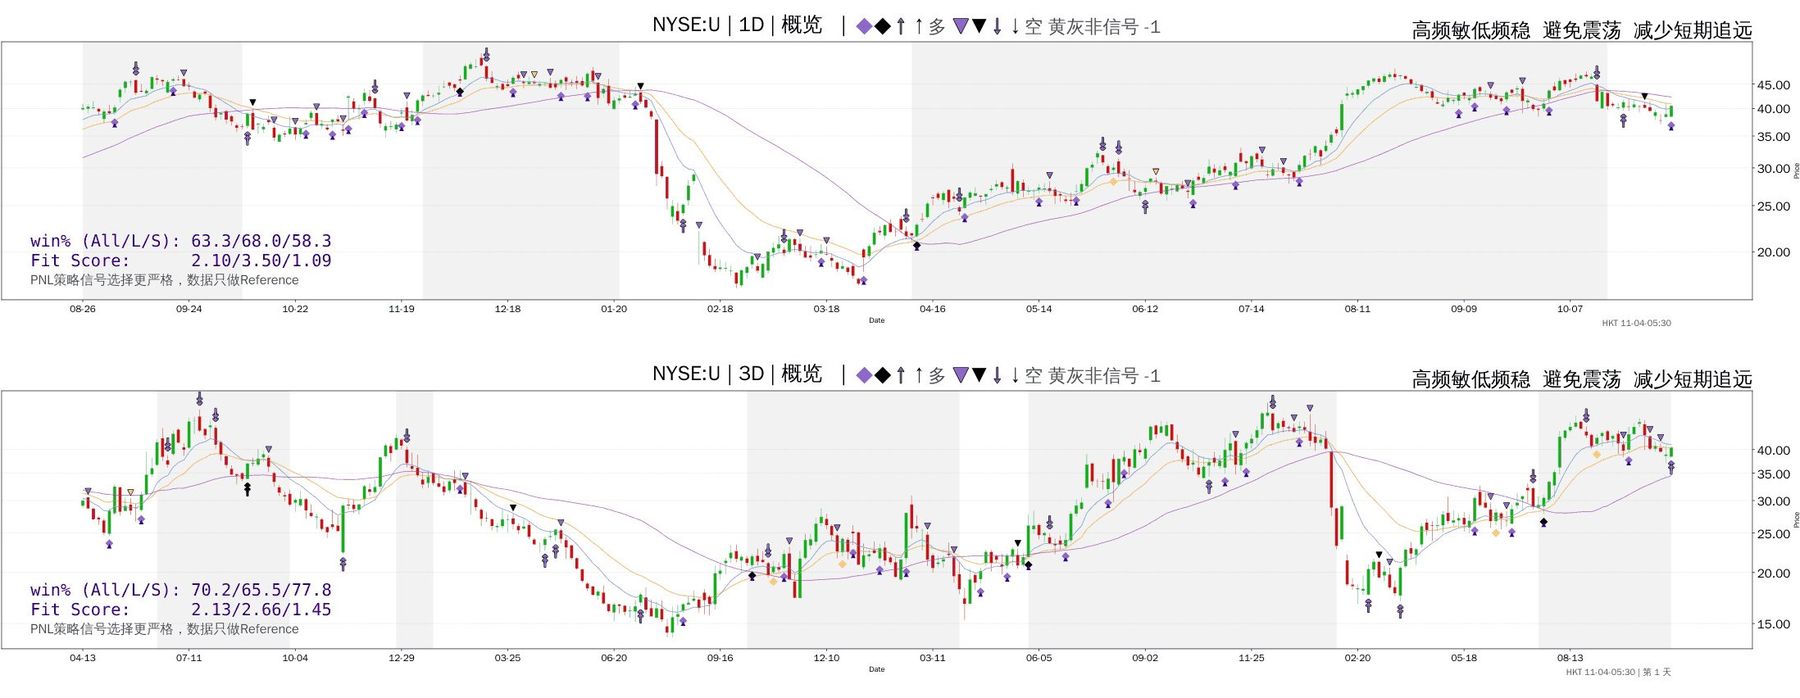 NYSE:U | 1D | 概览 | ↑ ↑ 多 ↓ ↓ 空 黄灰非信号 -1
高频敏低频稳 避免震荡 减少短期追远
45.00
40.00
35.00
30.00
25.00
20.00
Price
win% (All/L/S): 63.3/68.0/58.3
Fit Score: 2.10/3.50/1.09
PNL策略信号选择更严格，数据只做Reference
08-26 09-24 10-22 11-19 12-18 01-20 02-18 03-18 04-16 05-14 06-12 07-14 08-11 09-09 10-07
Date
HKT 11-04-05:30
NYSE:U | 3D | 概览 | ↑ ↑ 多 ↓ ↓ 空 黄灰非信号 -1
高频敏低频稳 避免震荡 减少短期追远
40.00
35.00
30.00
25.00
20.00
15.00
Price
win% (All/L/S): 70.2/65.5/77.8
Fit Score: 2.13/2.66/1.45
PNL策略信号选择更严格，数据只做Reference
04-13 07-11 10-04 12-29 03-25 06-20 09-16 12-10 03-11 06-05 09-02 11-25 02-20 05-18 08-13
Date
HKT 11-04-05:30 | 第 1 天